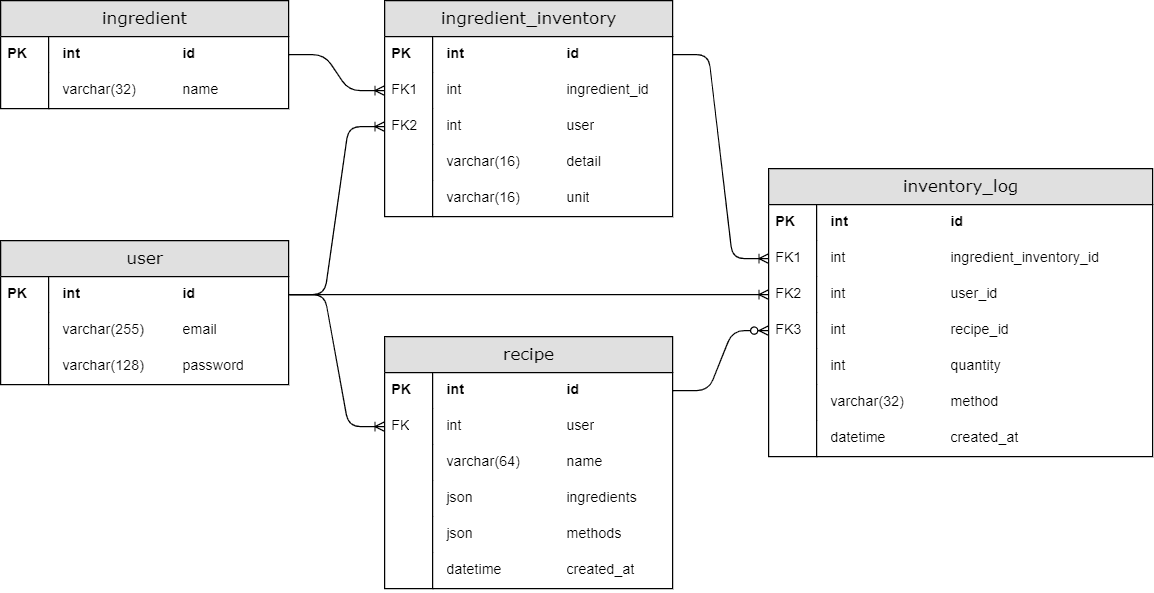 ingredient
PK int id
varchar(32) name
ingredient_inventory
PK int id
FK1 int ingredient_id
FK2 int user
varchar(16) detail
varchar(16) unit
user
PK int id
varchar(255) email
varchar(128) password
recipe
PK int id
FK int user
varchar(64) name
json ingredients
json methods
datetime created_at
inventory_log
PK int id
FK1 int ingredient_inventory_id
FK2 int user_id
FK3 int recipe_id
int quantity
varchar(32) method
datetime created_at